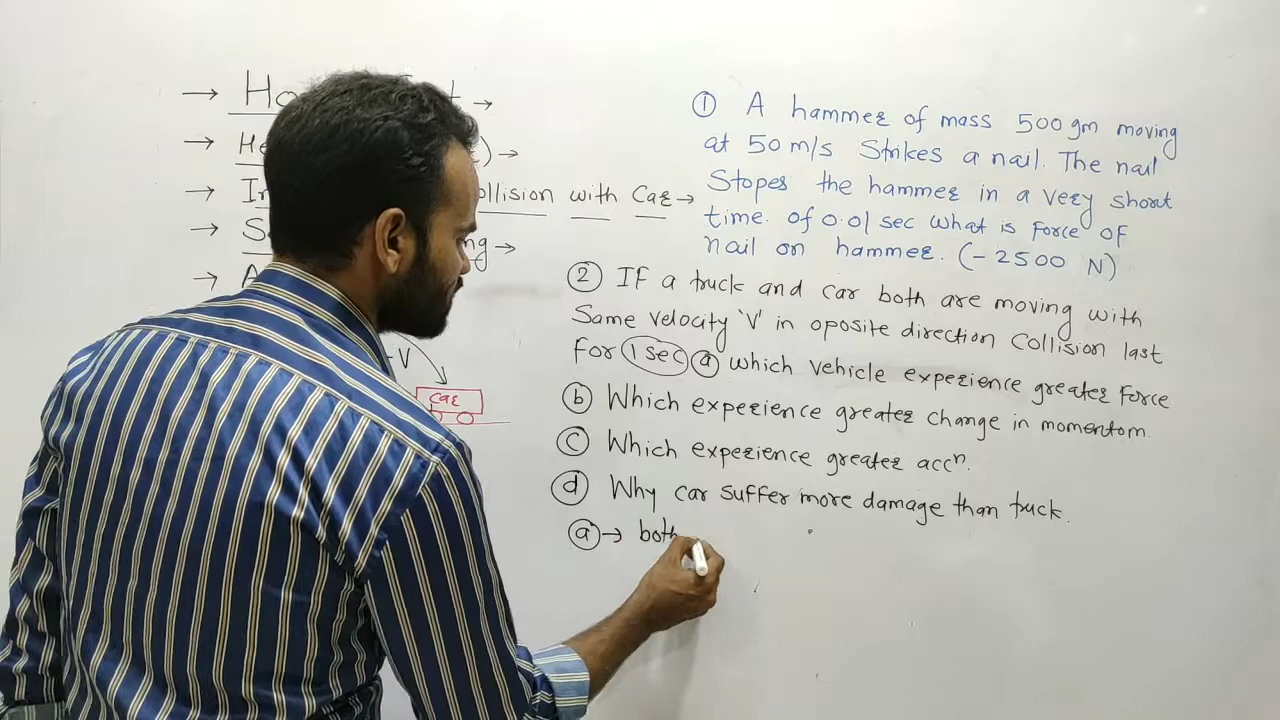 → Ho t →
→ He ) →
→ In ollision with Car →
→ S ng →
→ A
-V
Car
① A hammer of mass 500 gm moving
at 50 m/s Strikes a nail. The nail
Stopes the hammer in a very short
time. of 0.01 sec what is force of
nail on hammer. (-2500 N)
② If a truck and car both are moving with
Same velocity 'V' in oposite direction Collision last
for 1 sec ⓐ which vehicle experience greater force
ⓑ Which experience greater change in momentom.
ⓒ Which experience greater accⁿ.
ⓓ Why car suffer more damage than truck.
ⓐ → both